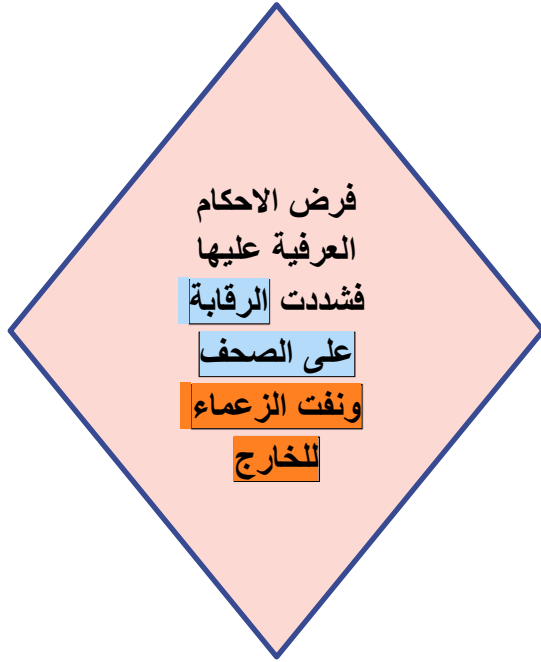 فرض الاحكام
العرفية عليها
فشددت الرقابة
على الصحف
ونفت الزعماء
للخارج